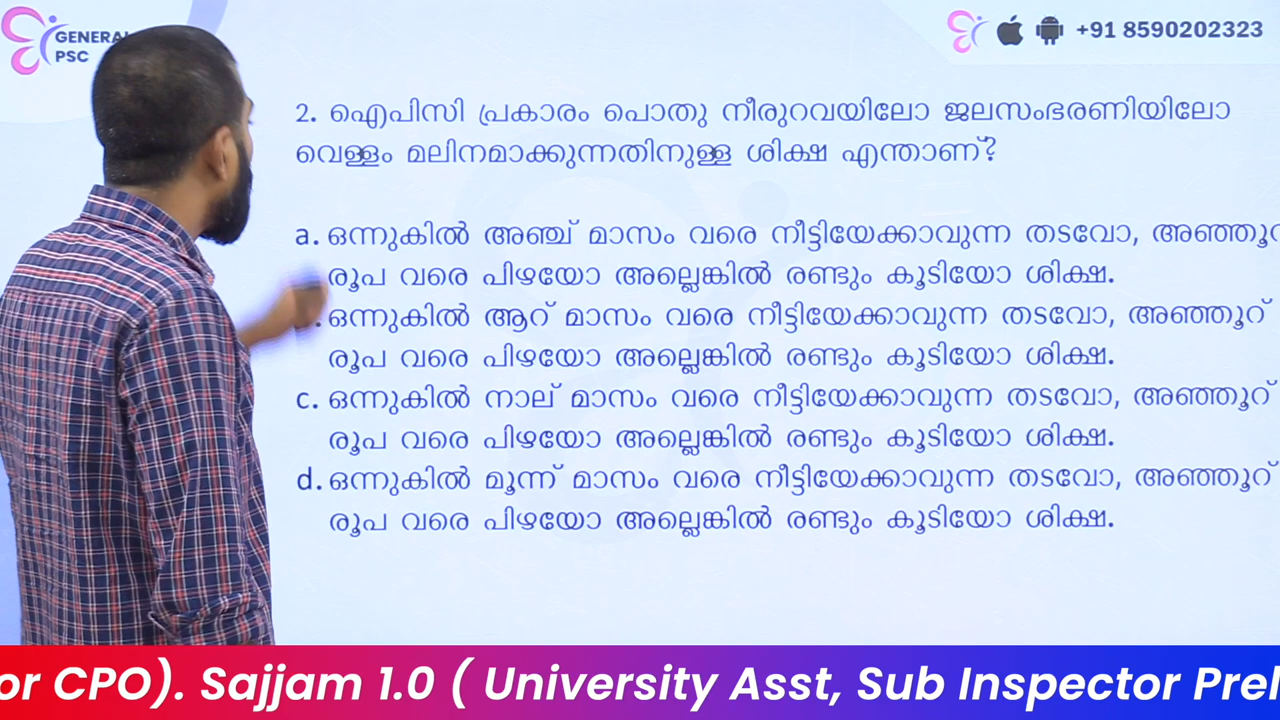 GENERAL
PSC
+91 8590202323
2. ഐപിസി പ്രകാരം പൊതു നീരുറവയിലോ ജലസംഭരണിയിലോ
വെള്ളം മലിനമാക്കുന്നതിനുള്ള ശിക്ഷ എന്താണ്?
a. ഒന്നുകിൽ അഞ്ച് മാസം വരെ നീട്ടിയേക്കാവുന്ന തടവോ,
രൂപ വരെ പിഴയോ അല്ലെങ്കിൽ രണ്ടും കൂടിയോ ശിക്ഷ.
ഒന്നുകിൽ ആറ് മാസം വരെ നീട്ടിയേക്കാവുന്ന തടവോ, അഞ്ഞൂറ്
രൂപ വരെ പിഴയോ അല്ലെങ്കിൽ രണ്ടും കൂടിയോ ശിക്ഷ.
c. ഒന്നുകിൽ നാല് മാസം വരെ നീട്ടിയേക്കാവുന്ന തടവോ, അഞ്ഞൂറ്
രൂപ വരെ പിഴയോ അല്ലെങ്കിൽ രണ്ടും കൂടിയോ ശിക്ഷ.
d. ഒന്നുകിൽ മൂന്ന് മാസം വരെ നീട്ടിയേക്കാവുന്ന തടവോ, അഞ്ഞൂറ്
രൂപ വരെ പിഴയോ അല്ലെങ്കിൽ രണ്ടും കൂടിയോ ശിക്ഷ.
or CPO). Sajjam 1.0 ( University Asst, Sub Inspector Prel